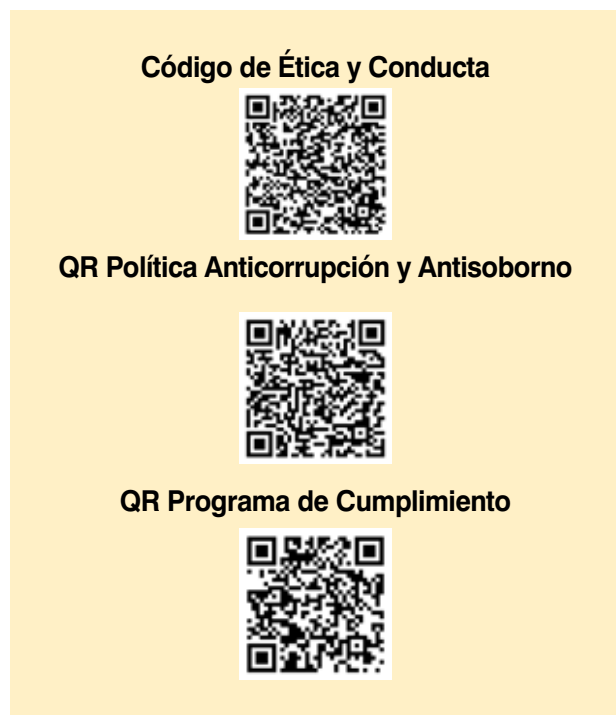 Código de Ética y Conducta
QR Política Anticorrupción y Antisoborno
QR Programa de Cumplimiento